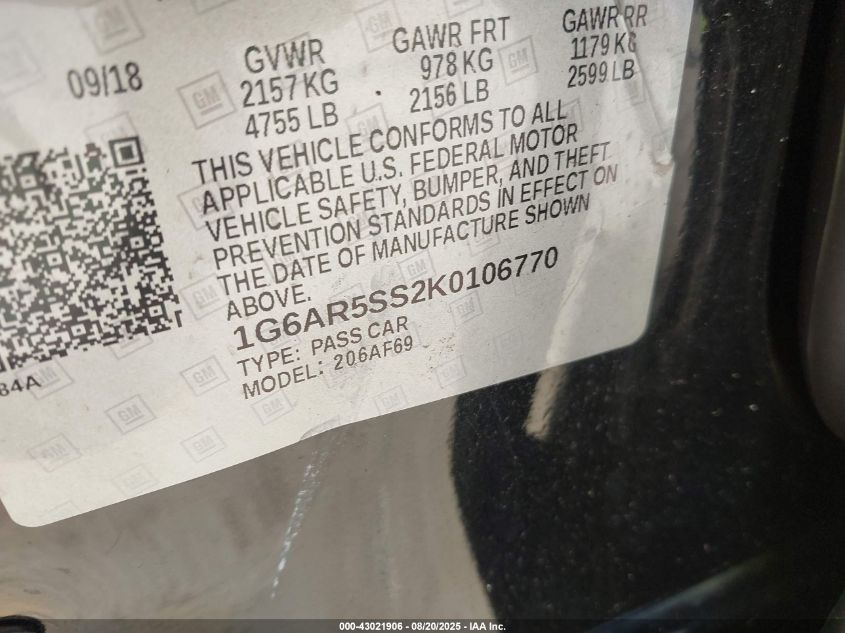 09/18
GVWR GAWR FRT GAWR RR
2157 KG 978 KG 1179 KG
4755 LB 2156 LB 2599 LB
THIS VEHICLE CONFORMS TO ALL
APPLICABLE U.S. FEDERAL MOTOR
VEHICLE SAFETY, BUMPER, AND THEFT
PREVENTION STANDARDS IN EFFECT ON
THE DATE OF MANUFACTURE SHOWN
ABOVE.
1G6AR5SS2K0106770
TYPE: PASS CAR
MODEL: 206AF69
84A
GM
000-43021906 - 08/20/2025 - IAA Inc.